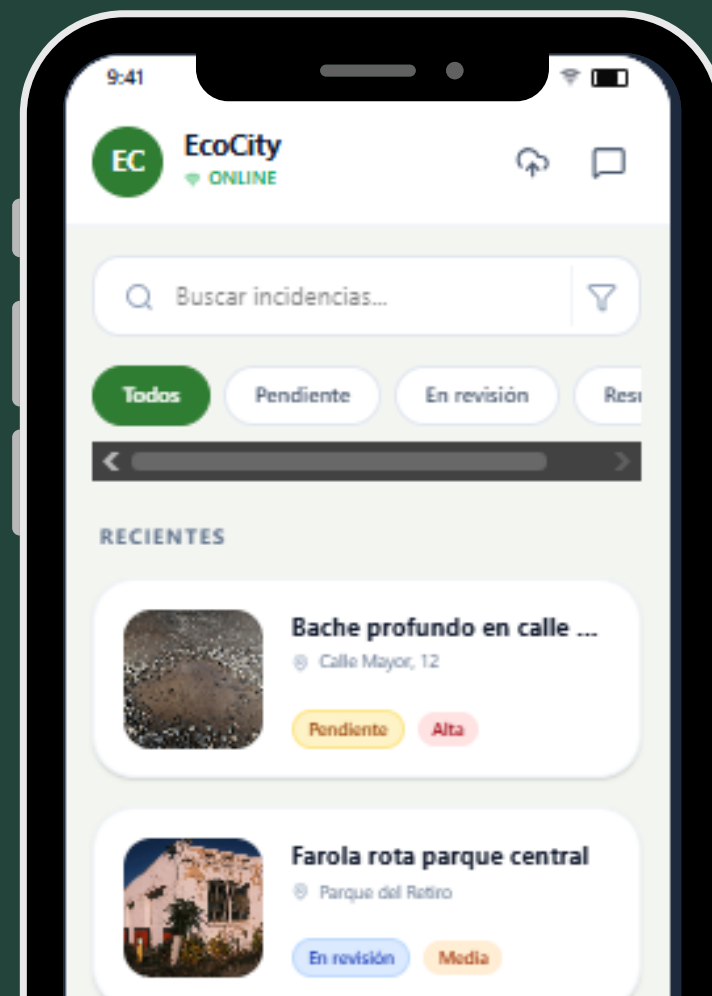 9:41
EC
EcoCity
ONLINE
Buscar incidencias...
Todos
Pendiente
En revisión
RECIENTES
Bache profundo en calle ...
Calle Mayor, 12
Pendiente
Alta
Farola rota parque central
Parque del Retiro
En revisión
Media